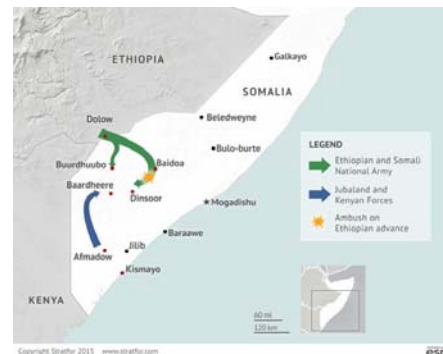 ETHIOPIA
Galkayo
SOMALIA
Dolow
Beledweyne
Buurdhuubo
Baidoa
Bulo-burte
Baardheere
Dinsoor
Mogadishu
Baraawe
Jilib
Afmadow
Kismayo
KENYA
LEGEND
Ethiopian and Somali
National Army
Jubaland and
Kenyan Forces
Ambush on
Ethiopian advance
60 mi
120 km
Copyright Stratfor 2015 www.stratfor.com